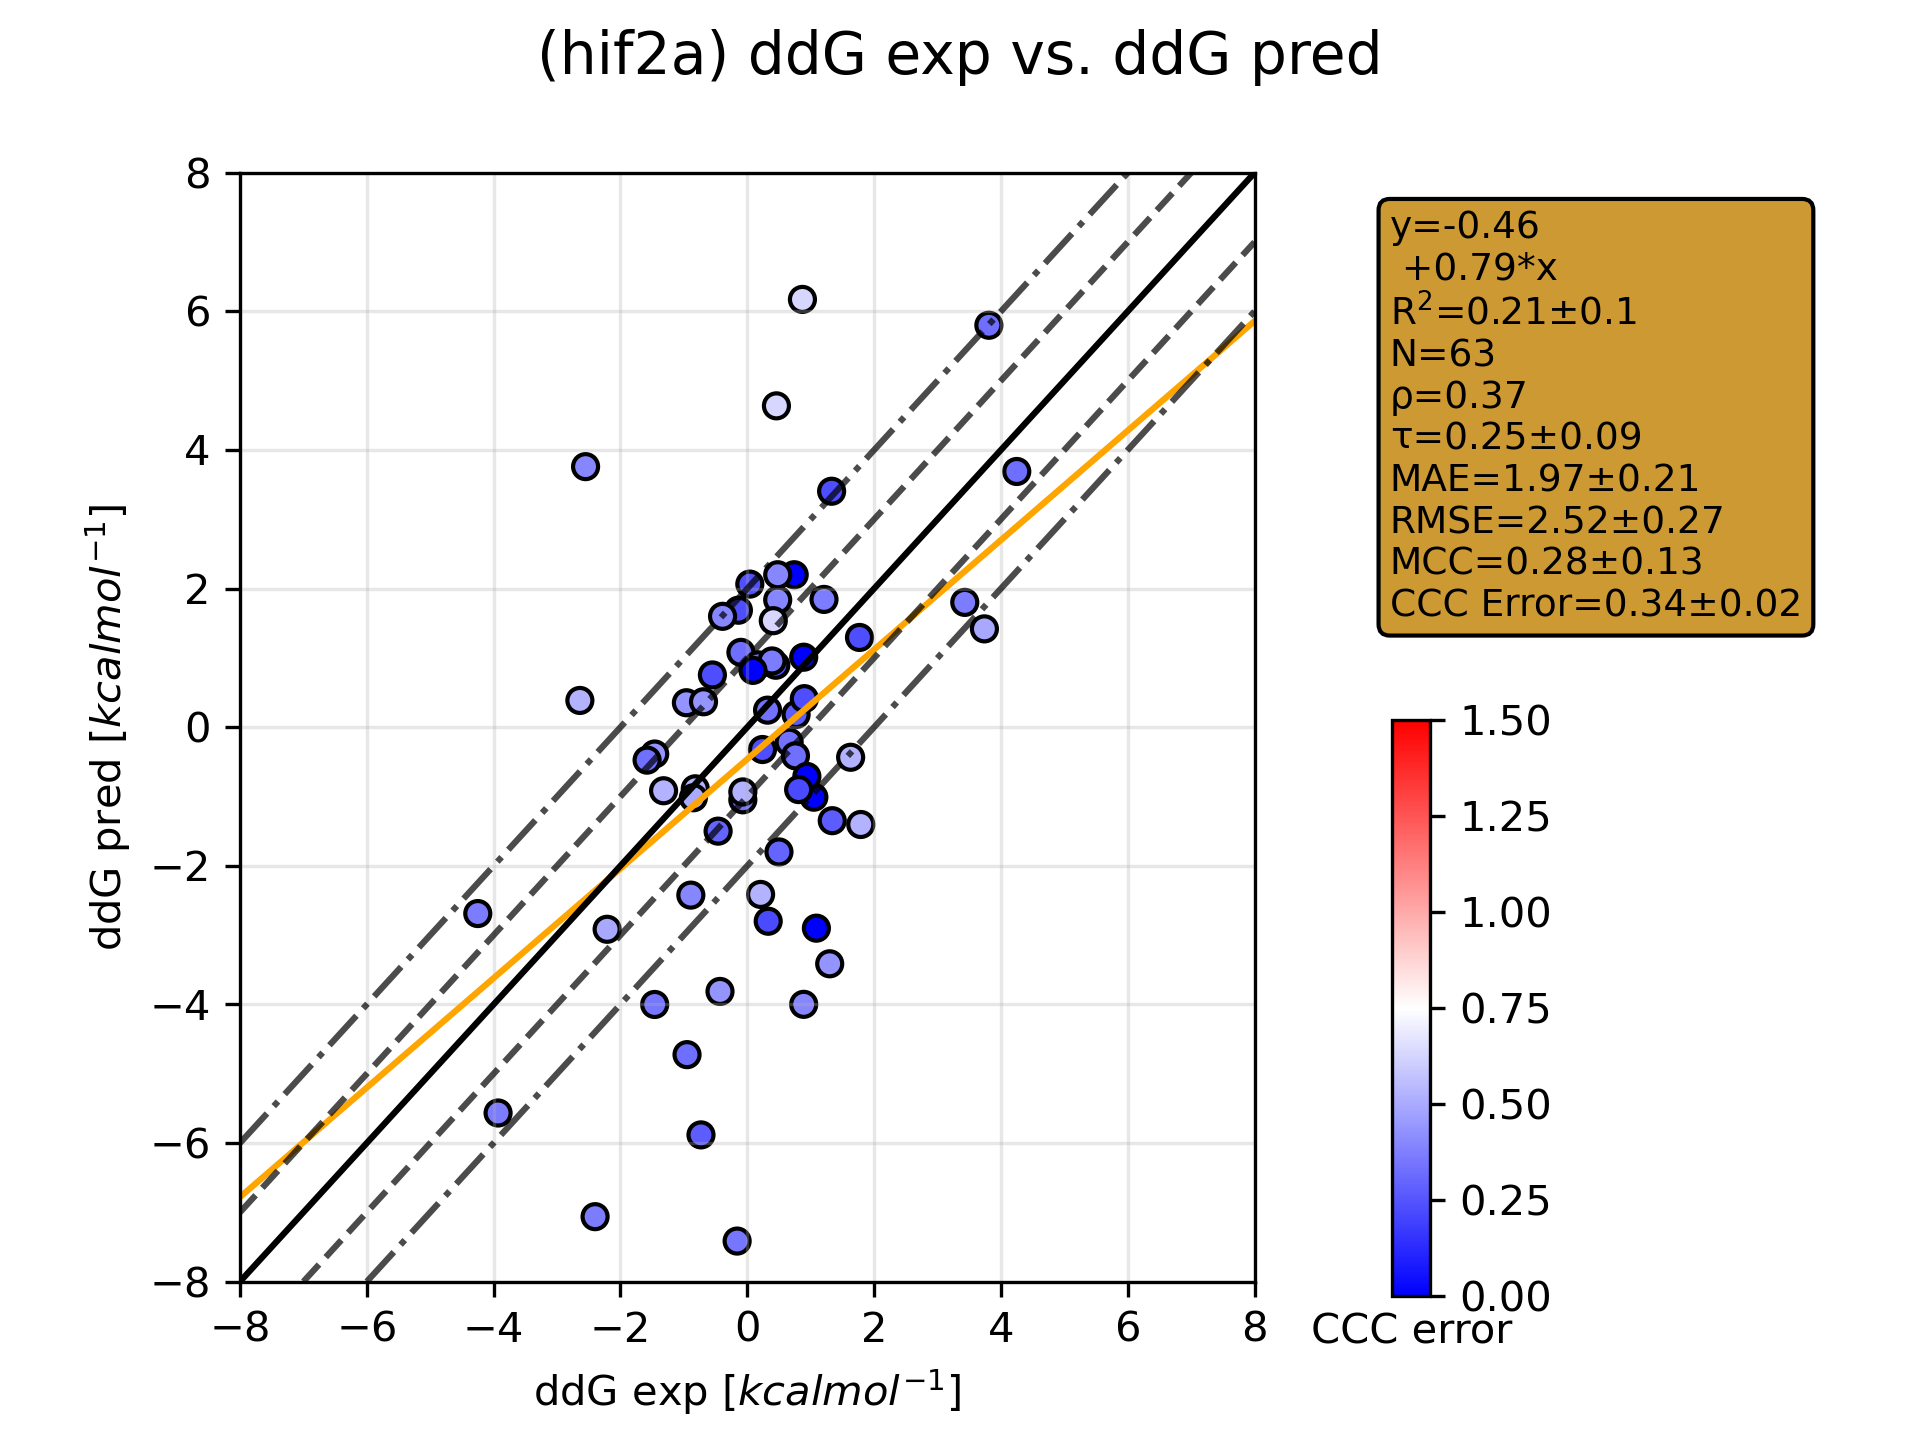 (hif2a) ddG exp vs. ddG pred
8
6
4
2
0
−2
−4
−6
−8
ddG pred [kcalmol⁻¹]
−8 −6 −4 −2 0 2 4 6 8
ddG exp [kcalmol⁻¹]
y=-0.46
+0.79*x
R²=0.21±0.1
N=63
ρ=0.37
τ=0.25±0.09
MAE=1.97±0.21
RMSE=2.52±0.27
MCC=0.28±0.13
CCC Error=0.34±0.02
1.50
1.25
1.00
0.75
0.50
0.25
0.00
CCC error